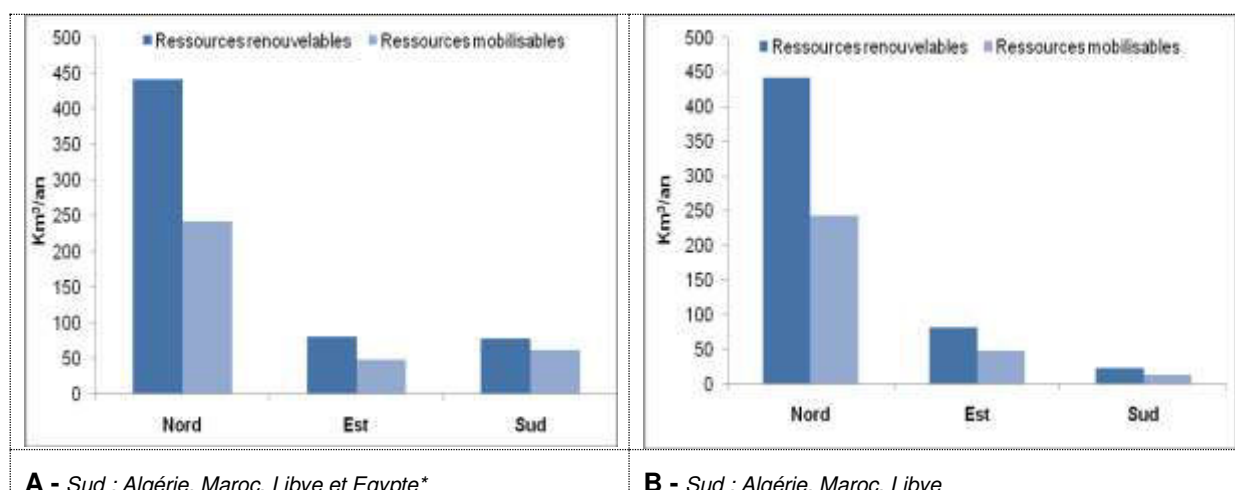 500
Ressources renouvelables
Ressources mobilisables
450
400
350
300
250
200
150
100
50
0
Km³/an
Nord
Est
Sud
A - Sud : Algérie, Maroc, Libye et Egypte*
500
Ressources renouvelables
Ressources mobilisables
450
400
350
300
250
200
150
100
50
0
Km³/an
Nord
Est
Sud
B - Sud : Algérie, Maroc, Libye